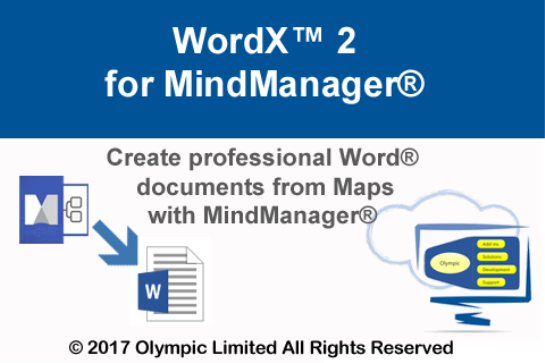 WordX™ 2
for MindManager®
Create professional Word®
documents from Maps
with MindManager®
W
Olympic
Add-ins
Solutions
Development
Support
© 2017 Olympic Limited All Rights Reserved